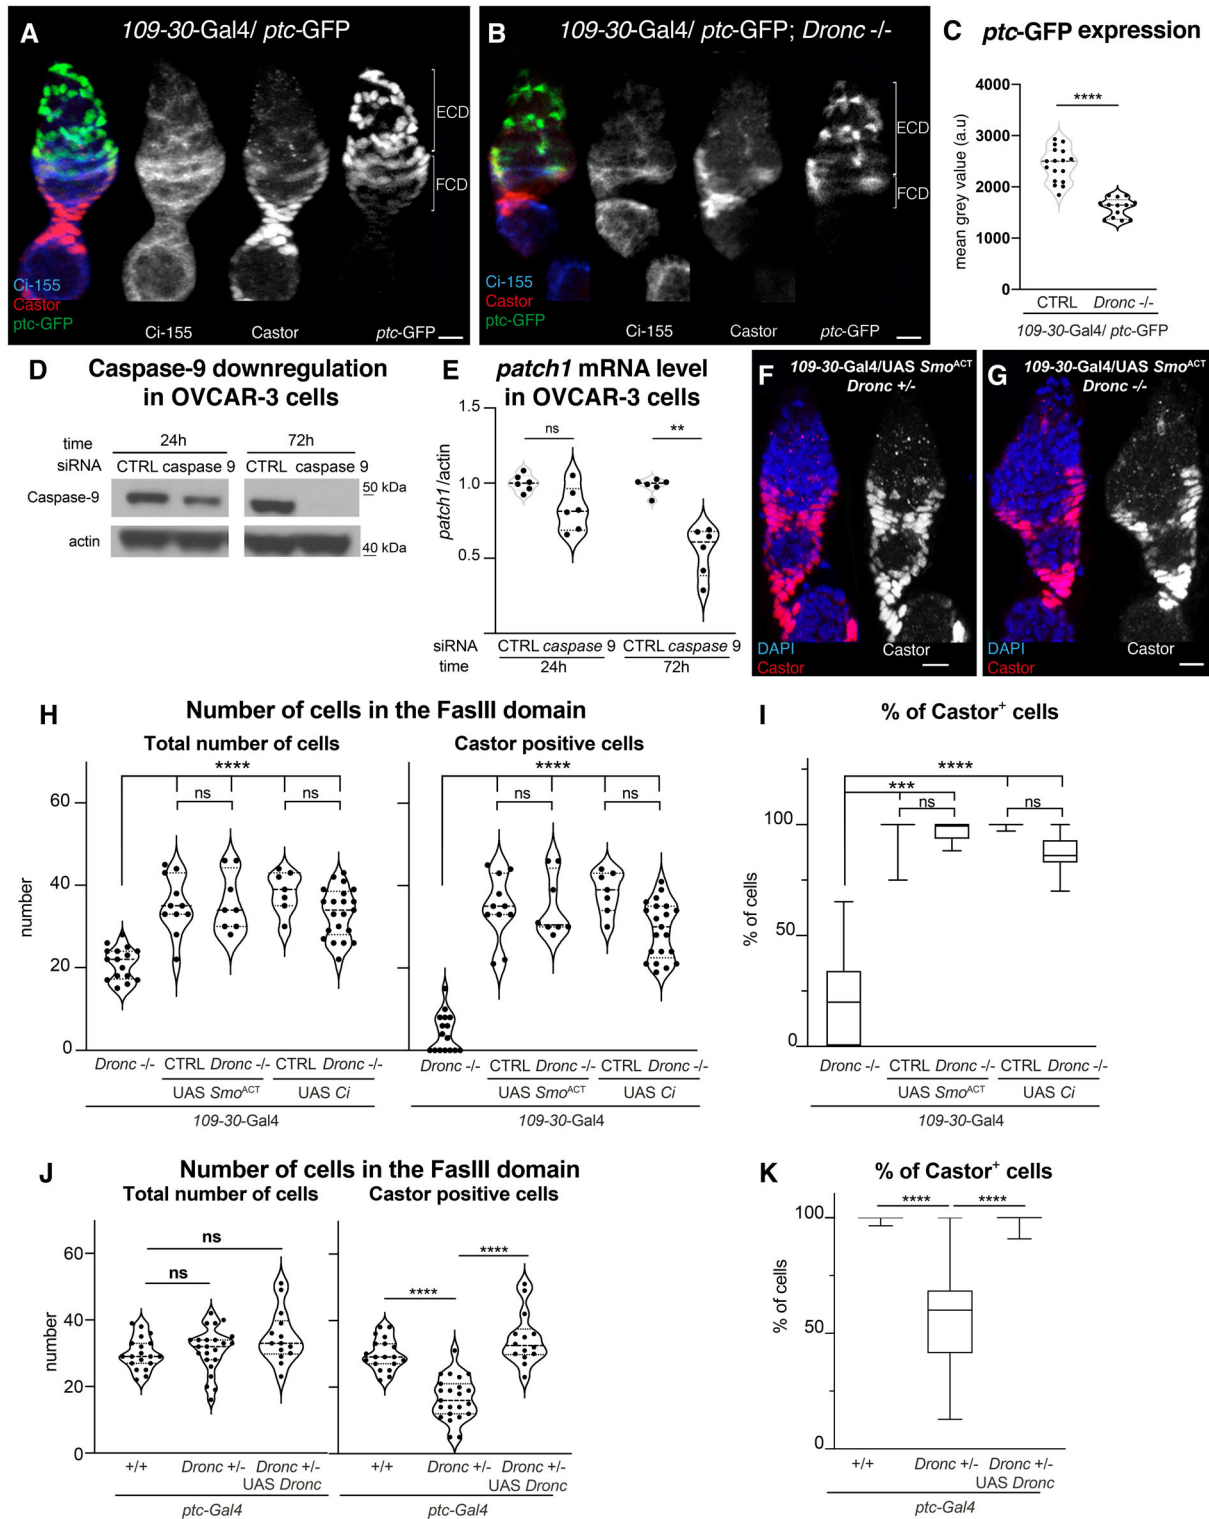 A
109-30-Gal4/ ptc-GFP
ECD
FCD
Ci-155
Castor
ptc-GFP
Ci-155
Castor
ptc-GFP
B
109-30-Gal4/ ptc-GFP; Dronc -/-
ECD
FCD
Ci-155
Castor
ptc-GFP
Ci-155
Castor
ptc-GFP
C
ptc-GFP expression
mean grey value (a.u)
4000
3000
2000
1000
0
****
CTRL
Dronc -/-
109-30-Gal4/ ptc-GFP
D
Caspase-9 downregulation
in OVCAR-3 cells
time
24h
72h
siRNA
CTRL caspase 9
CTRL caspase 9
Caspase-9
50 kDa
actin
40 kDa
E
patch1 mRNA level
in OVCAR-3 cells
patch1/actin
1.5
1.0
0.5
ns
**
siRNA
CTRL caspase 9
CTRL caspase 9
time
24h
72h
F
109-30-Gal4/UAS SmoACT
Dronc +/-
DAPI
Castor
Castor
G
109-30-Gal4/UAS SmoACT
Dronc -/-
DAPI
Castor
Castor
H
Number of cells in the FasIII domain
Total number of cells
Castor positive cells
number
60
40
20
0
****
ns
ns
****
ns
ns
Dronc -/-
CTRL Dronc -/-
CTRL Dronc -/-
UAS SmoACT
UAS Ci
109-30-Gal4
Dronc -/-
CTRL Dronc -/-
CTRL Dronc -/-
UAS SmoACT
UAS Ci
109-30-Gal4
I
% of Castor+ cells
% of cells
100
50
0
****
***
ns
ns
Dronc -/-
CTRL Dronc -/-
CTRL Dronc -/-
UAS SmoACT
UAS Ci
109-30-Gal4
J
Number of cells in the FasIII domain
Total number of cells
Castor positive cells
number
60
40
20
0
ns
ns
****
****
+/+
Dronc +/-
Dronc +/-
UAS Dronc
ptc-Gal4
+/+
Dronc +/-
Dronc +/-
UAS Dronc
ptc-Gal4
K
% of Castor+ cells
% of cells
100
50
0
****
****
+/+
Dronc +/-
Dronc +/-
UAS Dronc
ptc-Gal4